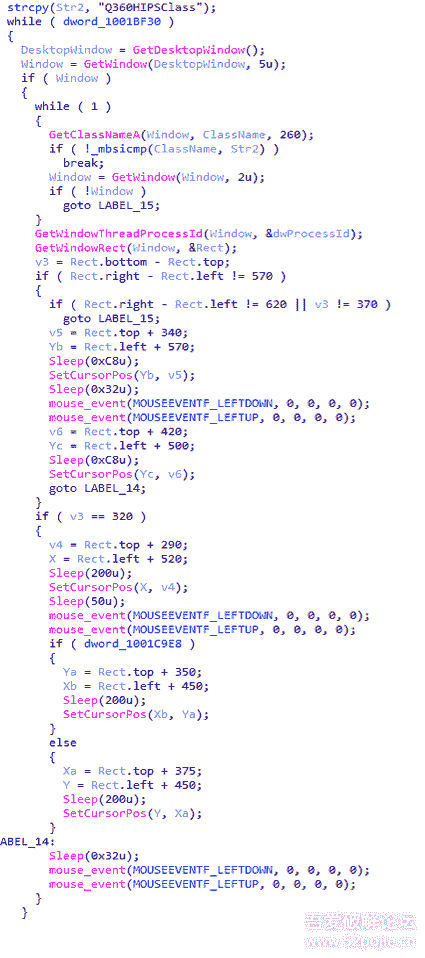 strcpy(Str2, "Q360HIPSClass");
while ( dword_1001BF30 )
{
DesktopWindow = GetDesktopWindow();
Window = GetWindow(DesktopWindow, 5u);
if ( Window )
{
while ( 1 )
{
GetClassNameA(Window, ClassName, 260);
if ( !_mbsicmp(ClassName, Str2) )
break;
Window = GetWindow(Window, 2u);
if ( !Window )
goto LABEL_15;
}
GetWindowThreadProcessId(Window, &dwProcessId);
GetWindowRect(Window, &Rect);
v3 = Rect.bottom - Rect.top;
if ( Rect.right - Rect.left != 570 )
{
if ( Rect.right - Rect.left != 620 || v3 != 370 )
goto LABEL_15;
v5 = Rect.top + 340;
Yb = Rect.left + 570;
Sleep(0xC8u);
SetCursorPos(Yb, v5);
Sleep(0x32u);
mouse_event(MOUSEEVENTF_LEFTDOWN, 0, 0, 0, 0);
mouse_event(MOUSEEVENTF_LEFTUP, 0, 0, 0, 0);
v6 = Rect.top + 420;
Yc = Rect.left + 500;
Sleep(0xC8u);
SetCursorPos(Yc, v6);
goto LABEL_14;
}
if ( v3 == 320 )
{
v4 = Rect.top + 290;
X = Rect.left + 520;
Sleep(200u);
SetCursorPos(X, v4);
Sleep(50u);
mouse_event(MOUSEEVENTF_LEFTDOWN, 0, 0, 0, 0);
mouse_event(MOUSEEVENTF_LEFTUP, 0, 0, 0, 0);
if ( dword_1001C9E8 )
{
Ya = Rect.top + 350;
Xb = Rect.left + 450;
Sleep(200u);
SetCursorPos(Xb, Ya);
}
else
{
Xa = Rect.top + 375;
Y = Rect.left + 450;
Sleep(200u);
SetCursorPos(Y, Xa);
}
ABEL_14:
Sleep(0x32u);
mouse_event(MOUSEEVENTF_LEFTDOWN, 0, 0, 0, 0);
mouse_event(MOUSEEVENTF_LEFTUP, 0, 0, 0, 0);
}
}
吾爱破解论坛
www.52pojie.cn